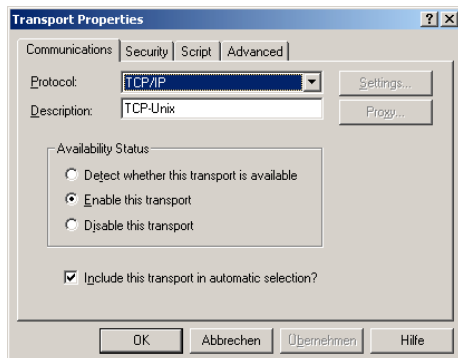 Transport Properties
Communications Security Script Advanced
Protocol: TCP/IP Settings...
Description: TCP-Unix Proxy...
Availability Status
Detect whether this transport is available
Enable this transport
Disable this transport
Include this transport in automatic selection?
OK Abbrechen Übernehmen Hilfe